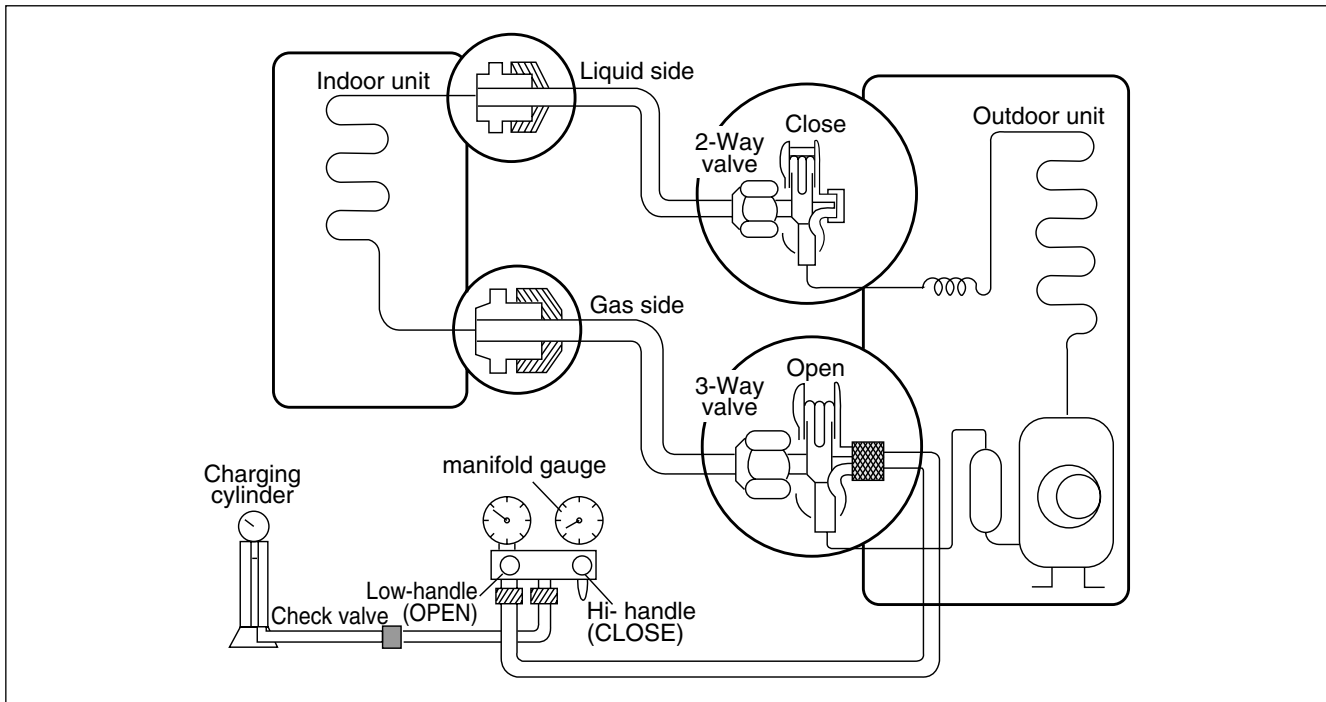 Indoor unit
Liquid side
2-Way
valve
Close
Outdoor unit
Gas side
3-Way
valve
Open
Charging
cylinder
manifold gauge
Low-handle
(OPEN)
Check valve
Hi- handle
(CLOSE)